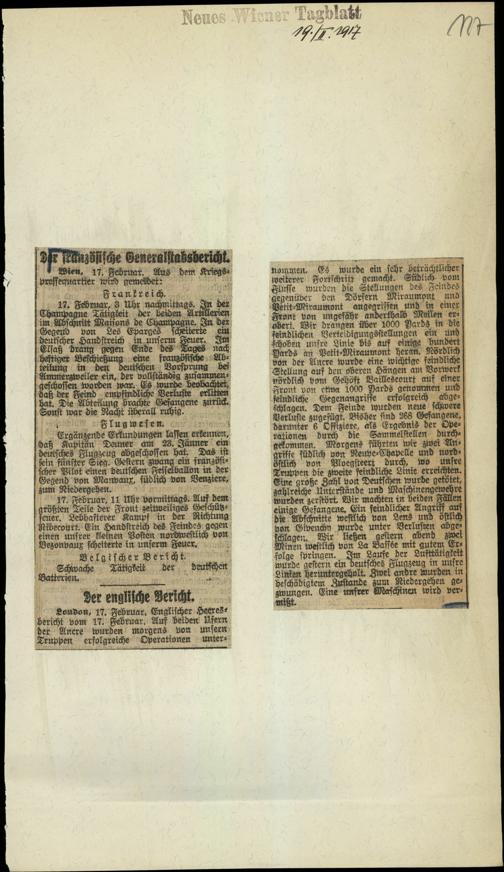 Neues Wiener Tagblatt
19./II. 1917
117
Der französische Generalstabsbericht.
Wien, 17. Februar. Aus dem Kriegs-
pressequartier wird gemeldet:
Frankreich.
17. Februar, 3 Uhr nachmittags. In der
Champagne Tätigkeit der beiden Artillerien
im Abschnitt Maisons de Champagne. In der
Gegend von Les Eparges scheiterte ein
deutscher Handstreich in unserm Feuer. Im
Elsaß drang gegen Ende des Tages nach
heftiger Beschießung eine französische Ab-
teilung in den deutschen Vorsprung bei
Ammerzweiler ein, der vollständig zusammen-
geschossen worden war. Es wurde beobachtet,
daß der Feind empfindliche Verluste erlitten
hat. Die Abteilung brachte Gefangene zurück.
Sonst war die Nacht überall ruhig.
Flugwesen.
Ergänzende Erkundungen lassen erkennen,
daß Kapitän Doumer am 25. Jänner ein
deutsches Flugzeug abgeschossen hat. Das ist
sein fünfter Sieg. Gestern zwang ein französi-
scher Pilot einen deutschen Fesselballon in der
Gegend von Manvaux, südlich von Vouziers,
zum Niedergehen.
17. Februar, 11 Uhr vormittags. Auf dem
größten Teile der Front zeitweiliges Geschütz-
feuer. Lebhafterer Kampf in der Richtung
Ribecourt. Ein Handstreich des Feindes gegen
einen unsrer kleinen Posten nordwestlich von
Bezonvaux scheiterte in unserm Feuer.
Belgischer Bericht.
Schwache Tätigkeit der deutschen
Batterien.
Der englische Bericht.
London, 17. Februar. Englischer Heeres-
bericht vom 17. Februar. Auf beiden Ufern
der Ancre wurden morgens von unsern
Truppen erfolgreiche Operationen unter-
nommen. Es wurde ein sehr beträchtlicher
weiterer Fortschritt gemacht. Südlich vom
Flusse wurden die Stellungen des Feindes
gegenüber den Dörfern Miraumont und
Petit-Miraumont angegriffen und in einer
Front von ungefähr anderthalb Meilen er-
obert. Wir drangen über 1000 Yards in die
feindlichen Verteidigungsstellungen ein und
schoben unsre Linie bis auf einige hundert
Yards an Petit-Miraumont heran. Nördlich
von der Ancre wurde eine wichtige feindliche
Stellung auf den oberen Hängen am Vorwerk
nördlich vom Gehöft Baillescourt mit einer
Front von etwa 1000 Yards genommen und
feindliche Gegenangriffe erfolgreich abge-
schlagen. Dem Feinde wurden neue schwere
Verluste zugefügt. Bisher sind 268 Gefangene,
darunter 6 Offiziere, als Ergebnis der Ope-
rationen durch die Sammelstellen durch-
gekommen. Morgens führten wir zwei An-
griffe südlich von Neuve-Chapelle und nord-
östlich von Ploegsteert durch, wo unsre
Truppen die zweite feindliche Linie erreichten.
Eine große Zahl von Deutschen wurde getötet,
zahlreiche Unterstände und Maschinengewehre
wurden zerstört. Wir machten in beiden Fällen
einige Gefangene. Ein feindlicher Angriff auf
die Abschnitte westlich von Lens und östlich
von Givenchy wurde unter Verlusten abge-
schlagen. Wir ließen gestern abend zwei
Minen westlich von La Bassée mit gutem Er-
folge springen. Im Laufe der Lufttätigkeit
wurde gestern ein deutsches Flugzeug in unsre
Linien heruntergeholt. Zwei andre wurden in
beschädigtem Zustande zum Niedergehen ge-
zwungen. Eine unsrer Maschinen wird ver-
mißt.